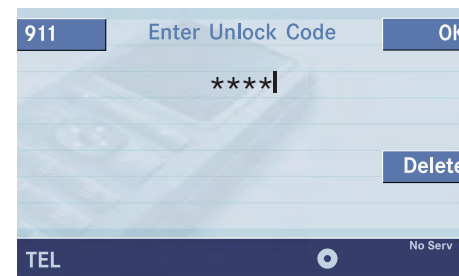 911 Enter Unlock Code OK
****
Delete
No Serv
TEL